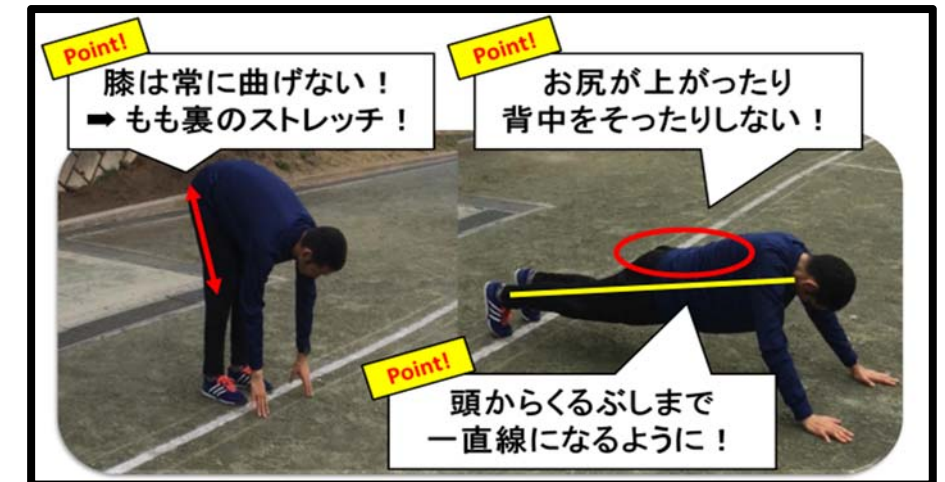 Point!
膝は常に曲げない！
➡ もも裏のストレッチ！
Point!
お尻が上がったり
背中をそったりしない！
Point!
頭からくるぶしまで
一直線になるように！